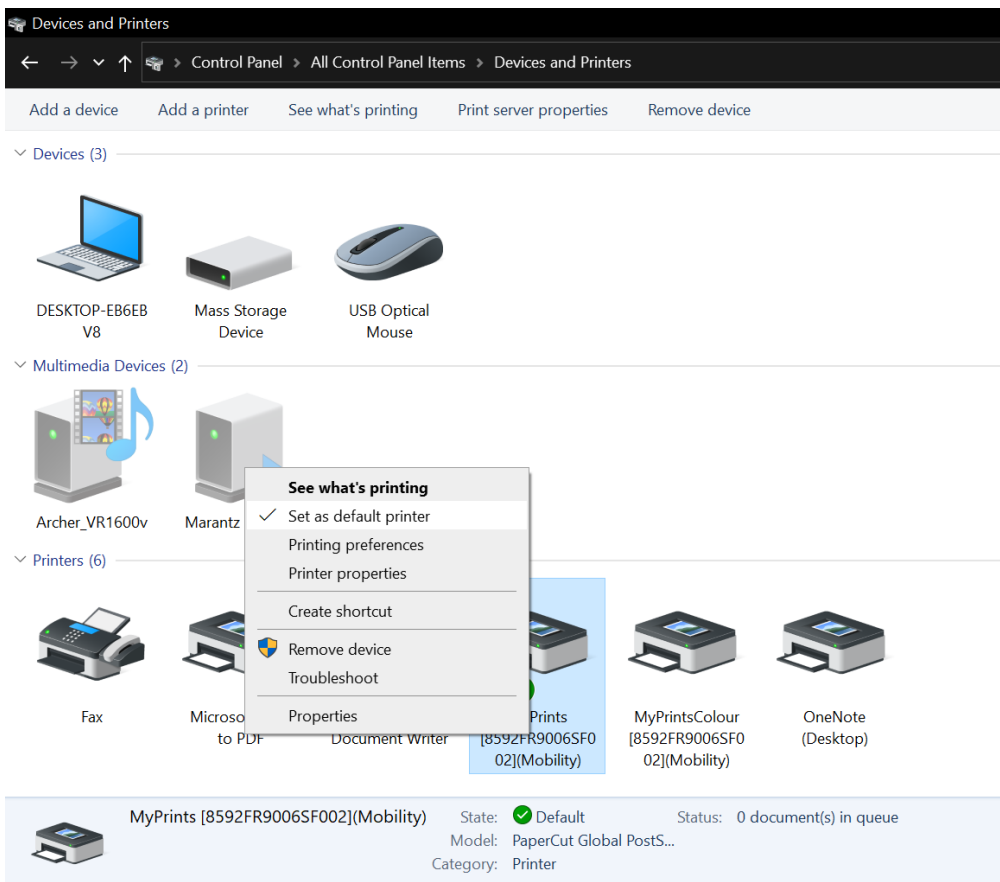 Devices and Printers
Control Panel > All Control Panel Items > Devices and Printers
Add a device Add a printer See what's printing Print server properties Remove device
Devices (3)
DESKTOP-EB6EB
V8
Mass Storage
Device
USB Optical
Mouse
Multimedia Devices (2)
Archer_VR1600v
Marantz
See what's printing
Set as default printer
Printing preferences
Printer properties
Create shortcut
Remove device
Troubleshoot
Properties
Printers (6)
Fax
Microso
to PDF
Document Writer
Prints
[8592FR9006SF0
02](Mobility)
MyPrintsColour
[8592FR9006SF0
02](Mobility)
OneNote
(Desktop)
MyPrints [8592FR9006SF002](Mobility)
State: Default
Status: 0 document(s) in queue
Model: PaperCut Global PostS...
Category: Printer